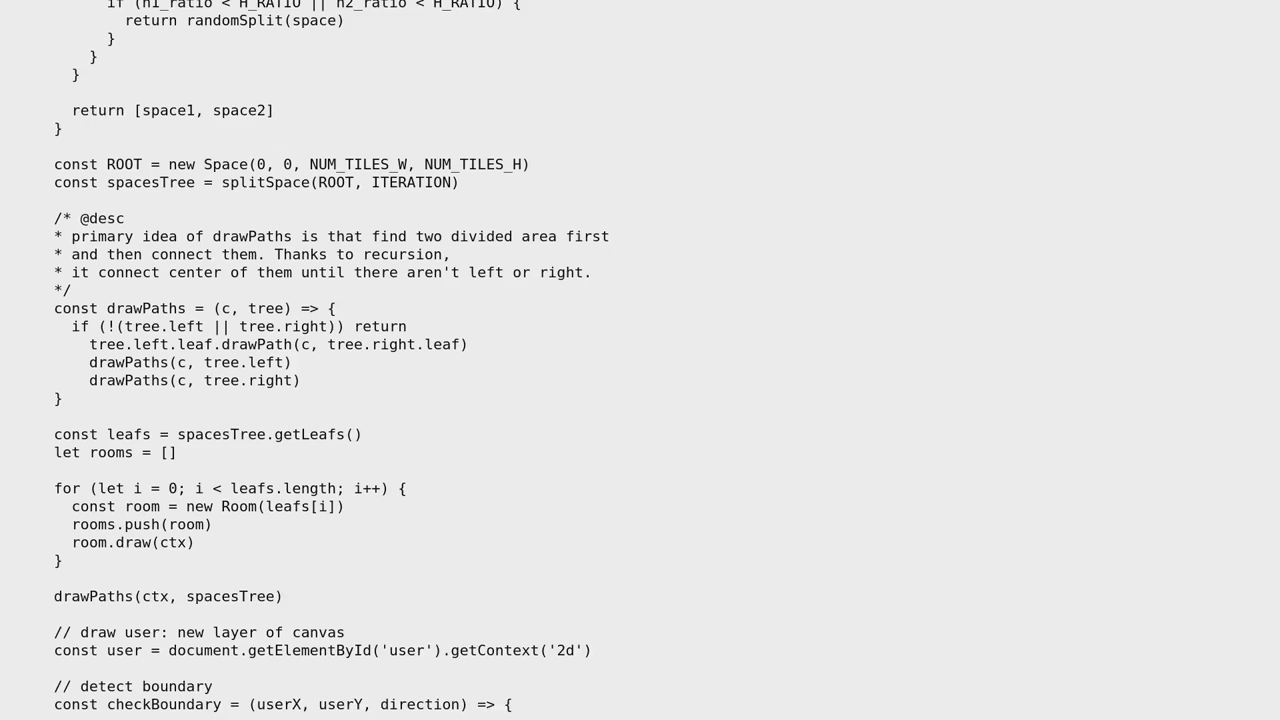 if (h1_ratio < H_RATIO || h2_ratio < H_RATIO) {
return randomSplit(space)
}
}
}
return [space1, space2]
}
const ROOT = new Space(0, 0, NUM_TILES_W, NUM_TILES_H)
const spacesTree = splitSpace(ROOT, ITERATION)
/* @desc
* primary idea of drawPaths is that find two divided area first
* and then connect them. Thanks to recursion,
* it connect center of them until there aren't left or right.
*/
const drawPaths = (c, tree) => {
if (!(tree.left || tree.right)) return
tree.left.leaf.drawPath(c, tree.right.leaf)
drawPaths(c, tree.left)
drawPaths(c, tree.right)
}
const leafs = spacesTree.getLeafs()
let rooms = []
for (let i = 0; i < leafs.length; i++) {
const room = new Room(leafs[i])
rooms.push(room)
room.draw(ctx)
}
drawPaths(ctx, spacesTree)
// draw user: new layer of canvas
const user = document.getElementById('user').getContext('2d')
// detect boundary
const checkBoundary = (userX, userY, direction) => {